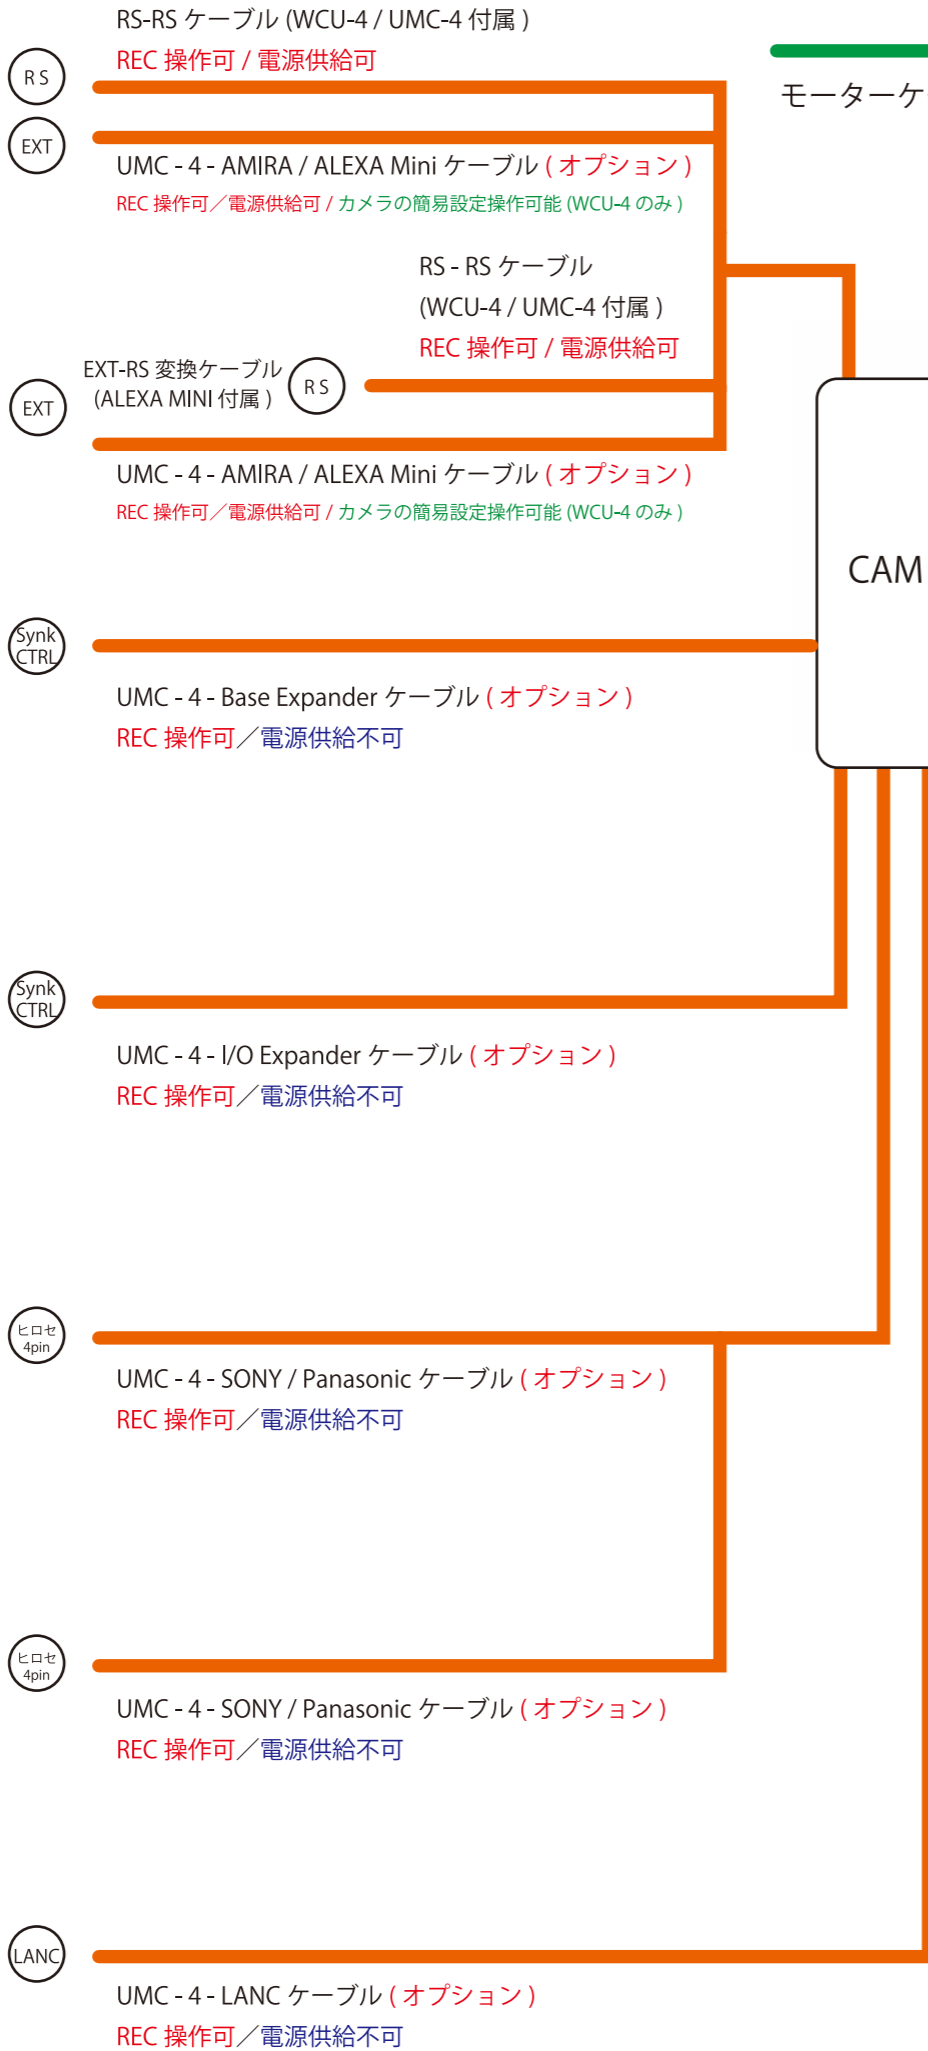 RS-RS ケーブル (WCU-4 / UMC-4 付属 )
REC 操作可 / 電源供給可
R S
モーターケ
EXT
UMC - 4 - AMIRA / ALEXA Mini ケーブル ( オプション )
REC 操作可／電源供給可 / カメラの簡易設定操作可能 (WCU-4 のみ )
RS - RS ケーブル
(WCU-4 / UMC-4 付属 )
REC 操作可 / 電源供給可
EXT-RS 変換ケーブル
(ALEXA MINI 付属 )
R S
EXT
UMC - 4 - AMIRA / ALEXA Mini ケーブル ( オプション )
REC 操作可／電源供給可 / カメラの簡易設定操作可能 (WCU-4 のみ )
CAM
Synk
CTRL
UMC - 4 - Base Expander ケーブル ( オプション )
REC 操作可／電源供給不可
Synk
CTRL
UMC - 4 - I/O Expander ケーブル ( オプション )
REC 操作可／電源供給不可
ヒロセ
4pin
UMC - 4 - SONY / Panasonic ケーブル ( オプション )
REC 操作可／電源供給不可
ヒロセ
4pin
UMC - 4 - SONY / Panasonic ケーブル ( オプション )
REC 操作可／電源供給不可
LANC
UMC - 4 - LANC ケーブル ( オプション )
REC 操作可／電源供給不可